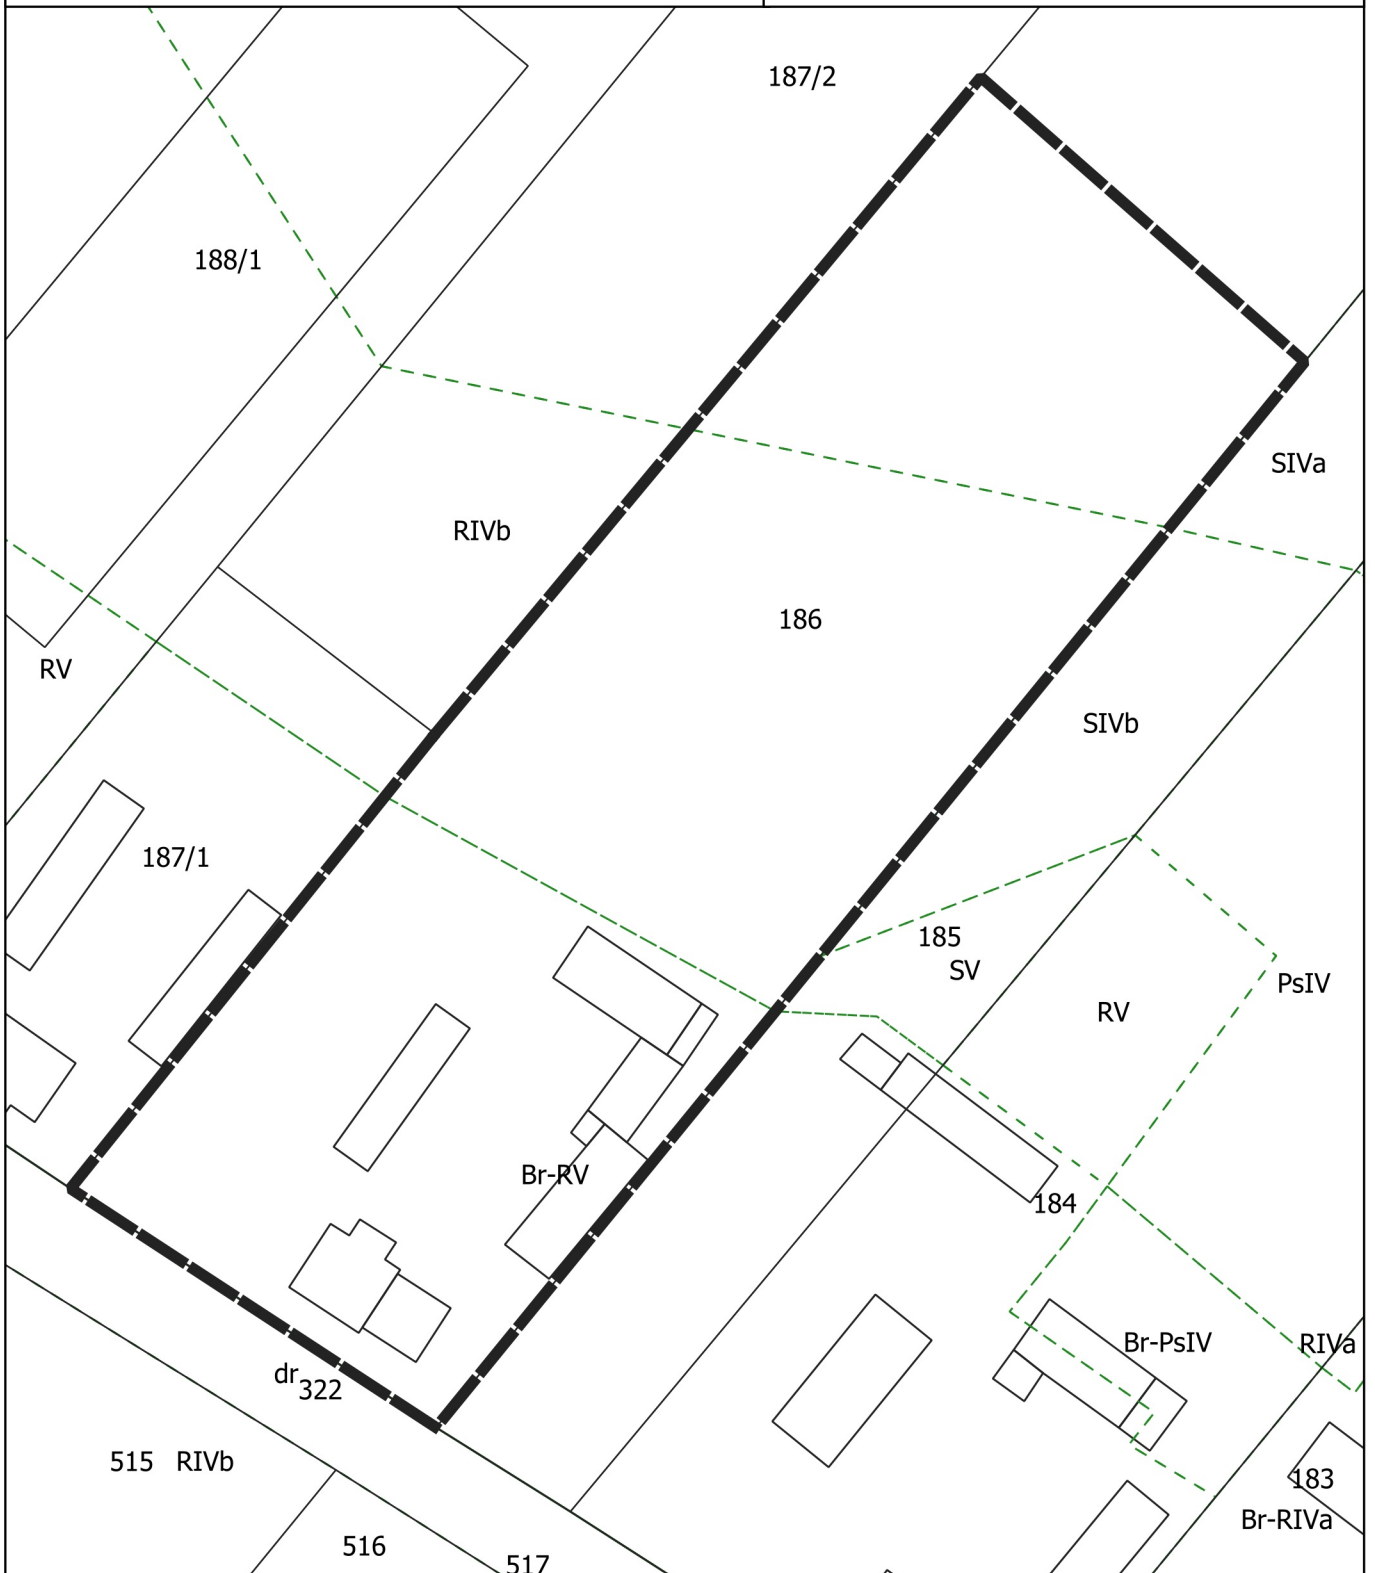 187/2
188/1
SIVa
RIVb
186
RV
SIVb
187/1
185
SV
PsIV
RV
Br-RV
184
Br-PsIV
RIVa
dr
322
515 RIVb
183
Br-RIVa
516
517